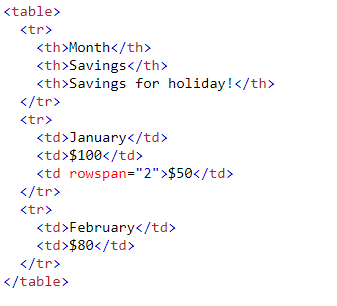 <table>
  <tr>
    <th>Month</th>
    <th>Savings</th>
    <th>Savings for holiday!</th>
  </tr>
  <tr>
    <td>January</td>
    <td>$100</td>
    <td rowspan="2">$50</td>
  </tr>
  <tr>
    <td>February</td>
    <td>$80</td>
  </tr>
</table>